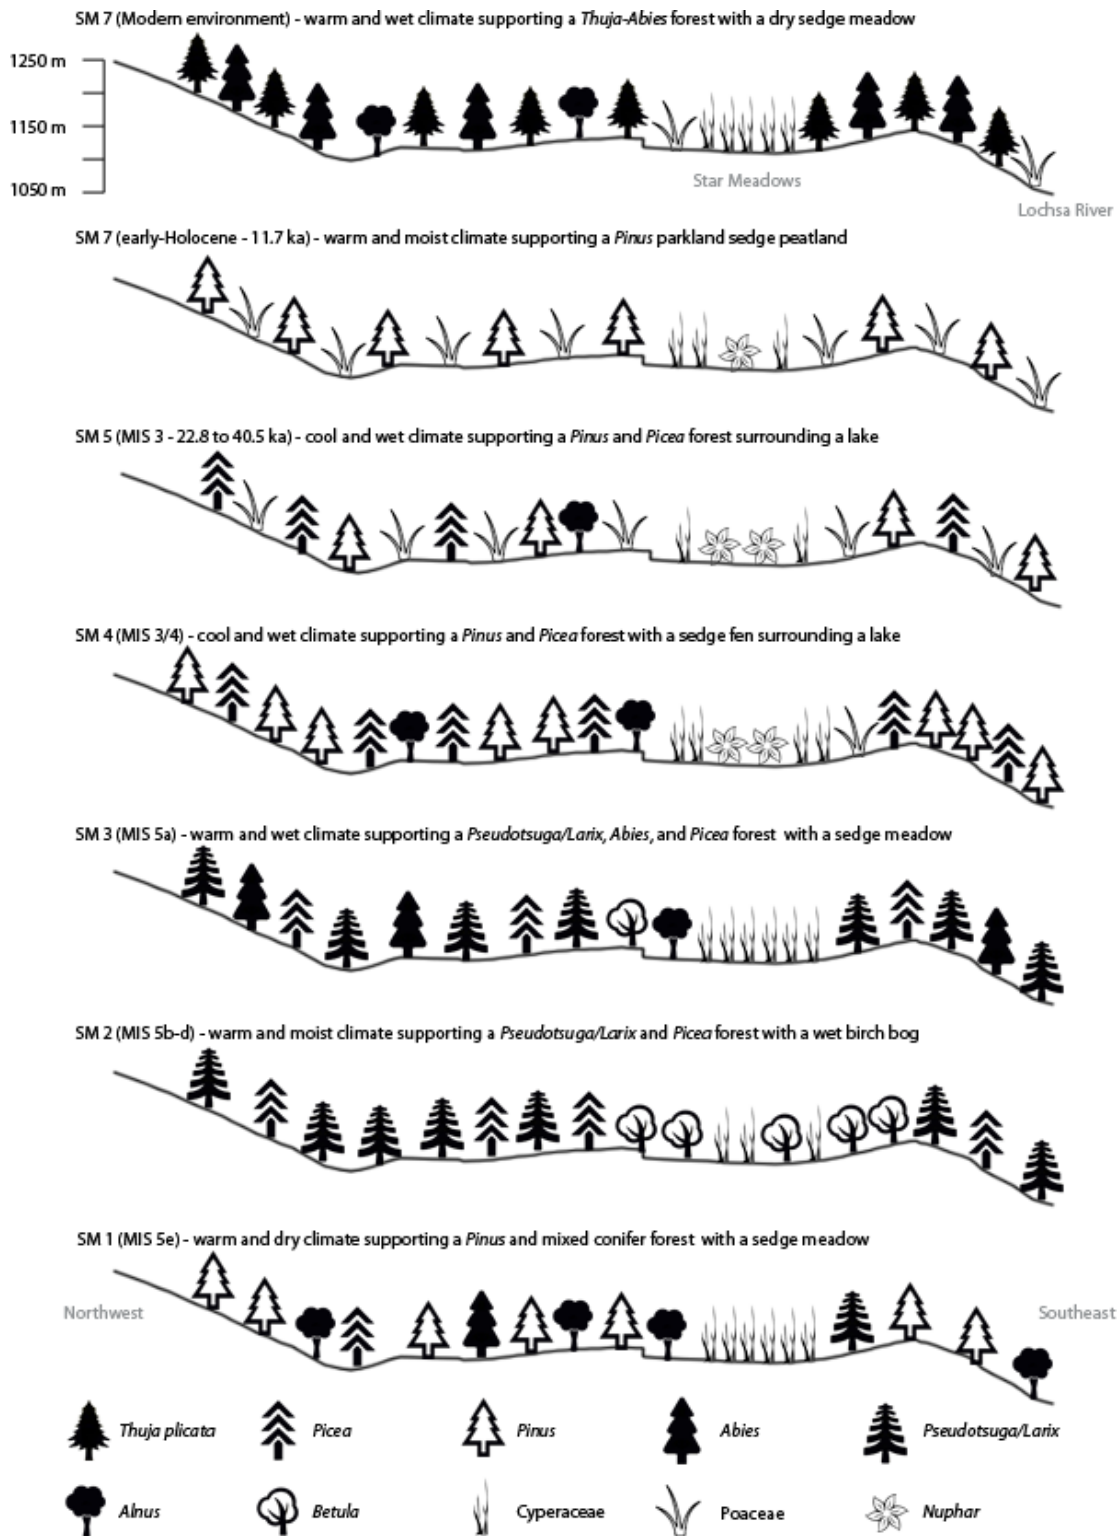 SM 7 (Modern environment) - warm and wet climate supporting a Thuja-Abies forest with a dry sedge meadow
1250 m
1150 m
1050 m
Star Meadows
Lochsa River
SM 7 (early-Holocene - 11.7 ka) - warm and moist climate supporting a Pinus parkland sedge peatland
SM 5 (MIS 3 - 22.8 to 40.5 ka) - cool and wet climate supporting a Pinus and Picea forest surrounding a lake
SM 4 (MIS 3/4) - cool and wet climate supporting a Pinus and Picea forest with a sedge fen surrounding a lake
SM 3 (MIS 5a) - warm and wet climate supporting a Pseudotsuga/Larix, Abies, and Picea forest with a sedge meadow
SM 2 (MIS 5b-d) - warm and moist climate supporting a Pseudotsuga/Larix and Picea forest with a wet birch bog
SM 1 (MIS 5e) - warm and dry climate supporting a Pinus and mixed conifer forest with a sedge meadow
Northwest
Southeast
Thuja plicata
Picea
Pinus
Abies
Pseudotsuga/Larix
Alnus
Betula
Cyperaceae
Poaceae
Nuphar